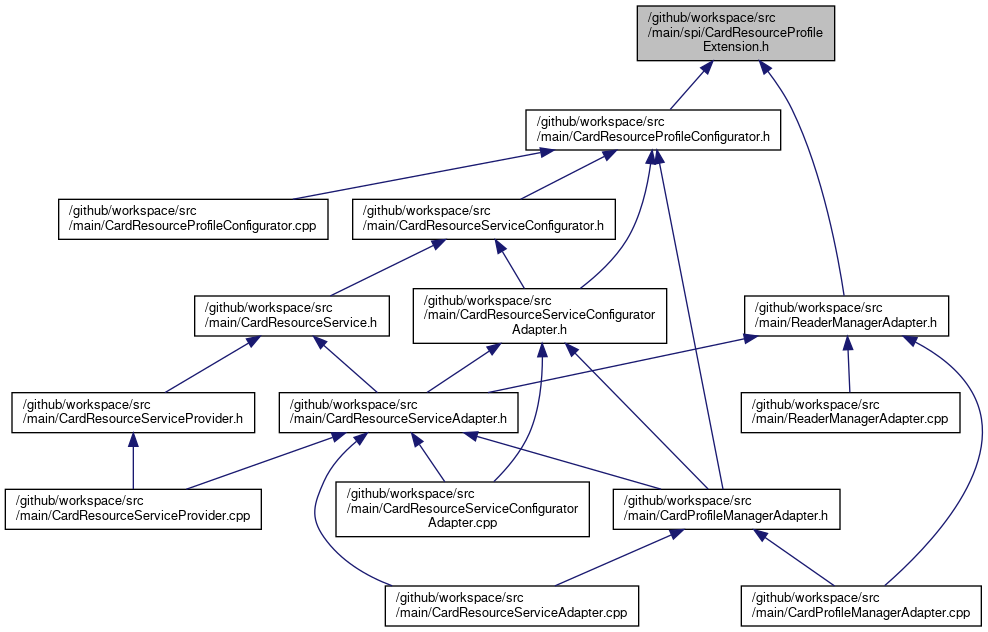 /github/workspace/src
/main/spi/CardResourceProfile
Extension.h
/github/workspace/src
/main/CardResourceProfileConfigurator.h
/github/workspace/src
/main/CardResourceProfileConfigurator.cpp
/github/workspace/src
/main/CardResourceServiceConfigurator.h
/github/workspace/src
/main/CardResourceService.h
/github/workspace/src
/main/CardResourceServiceConfigurator
Adapter.h
/github/workspace/src
/main/ReaderManagerAdapter.h
/github/workspace/src
/main/CardResourceServiceProvider.h
/github/workspace/src
/main/CardResourceServiceAdapter.h
/github/workspace/src
/main/ReaderManagerAdapter.cpp
/github/workspace/src
/main/CardResourceServiceProvider.cpp
/github/workspace/src
/main/CardResourceServiceConfigurator
Adapter.cpp
/github/workspace/src
/main/CardProfileManagerAdapter.h
/github/workspace/src
/main/CardResourceServiceAdapter.cpp
/github/workspace/src
/main/CardProfileManagerAdapter.cpp